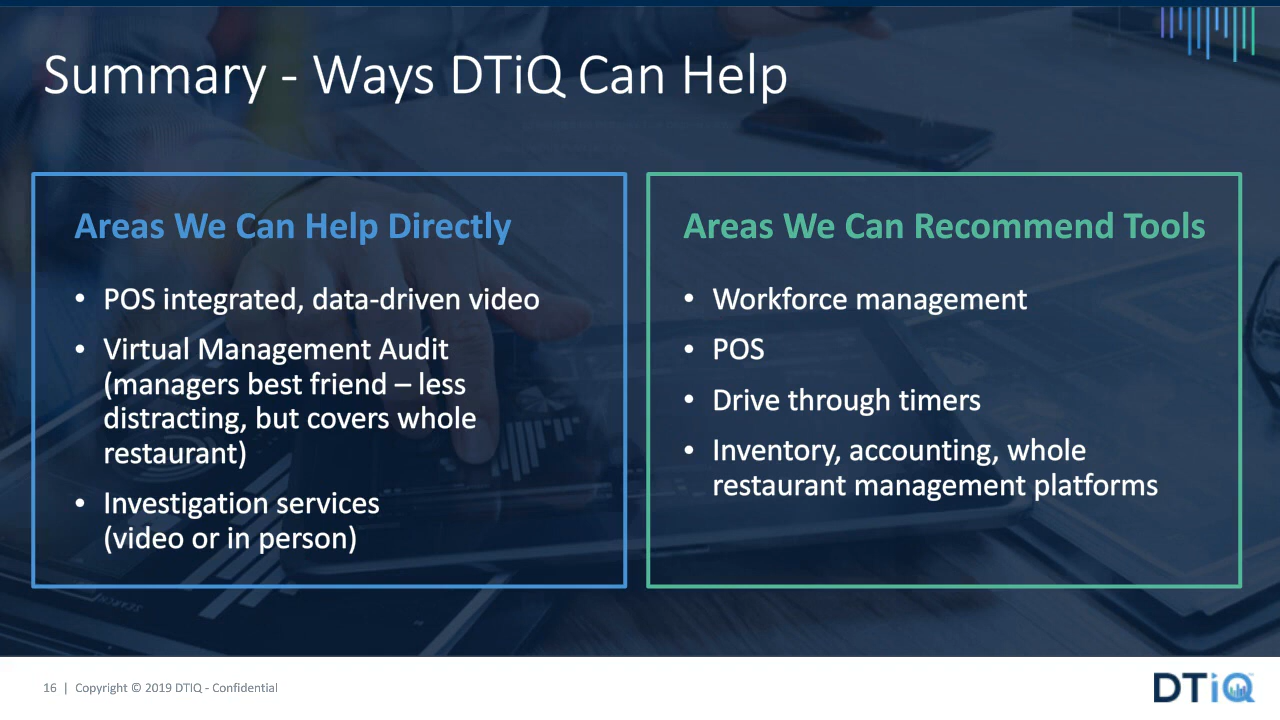 Summary - Ways DTiQ Can Help
Areas We Can Help Directly
• POS integrated, data-driven video
• Virtual Management Audit
(managers best friend – less
distracting, but covers whole
restaurant)
• Investigation services
(video or in person)
Areas We Can Recommend Tools
• Workforce management
• POS
• Drive through timers
• Inventory, accounting, whole
restaurant management platforms
16 | Copyright © 2019 DTIQ - Confidential
DTiQ